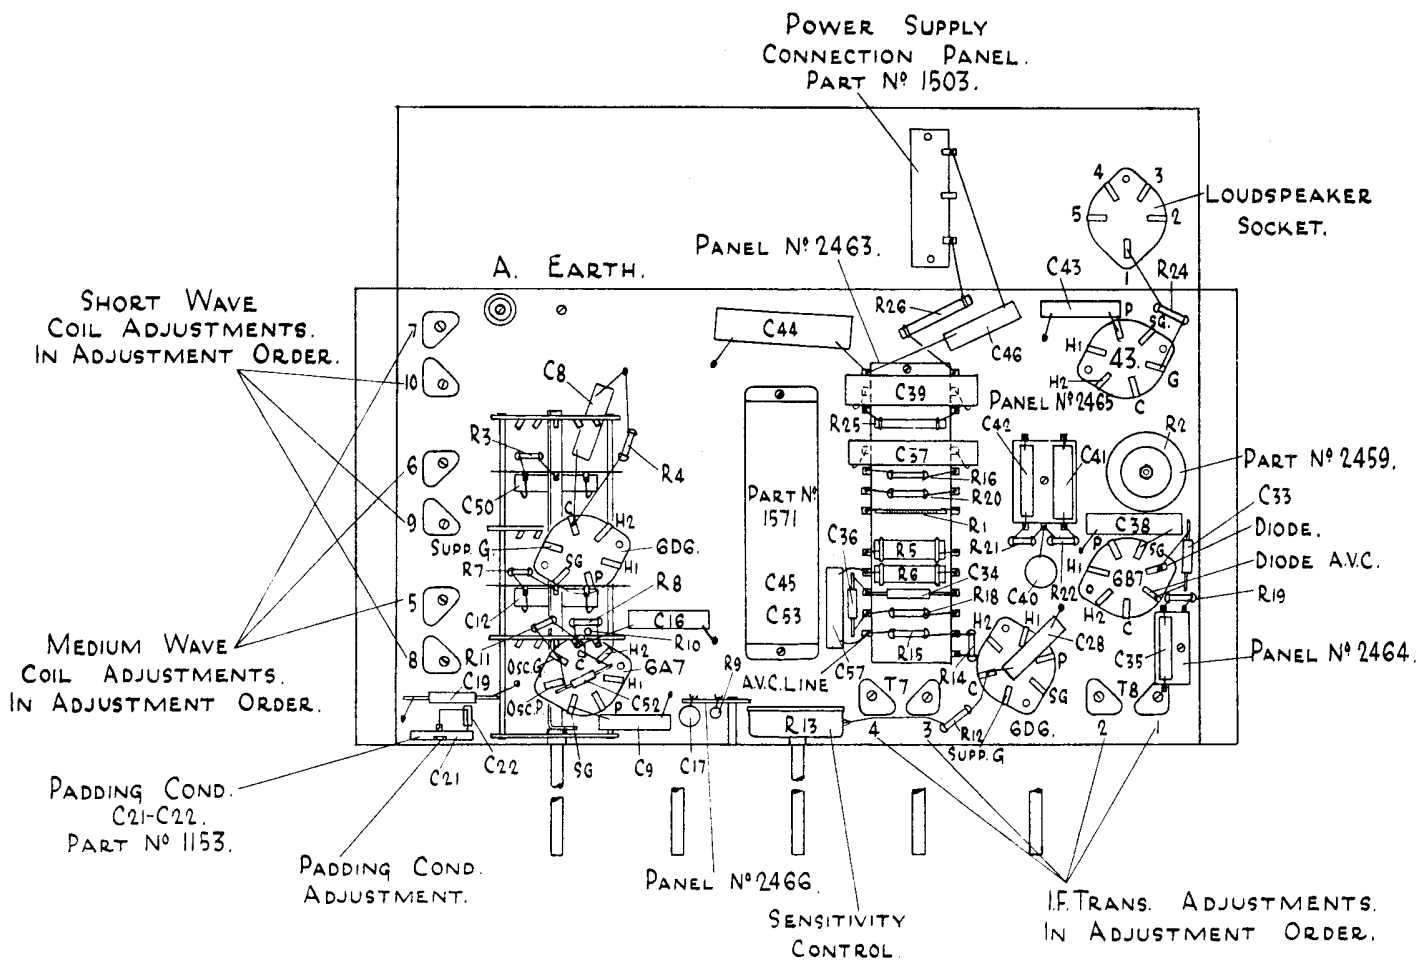 POWER SUPPLY
CONNECTION PANEL.
PART Nº 1503.
4 3
5 2
1
LOUDSPEAKER
SOCKET.
PANEL Nº 2463.
A. EARTH.
C43
R24
SHORT WAVE
COIL ADJUSTMENTS.
IN ADJUSTMENT ORDER.
7
10
6
9
5
8
MEDIUM WAVE
COIL ADJUSTMENTS.
IN ADJUSTMENT ORDER.
C44
R26
C46
P
SG.
H1
43.
H2
G
C
C8
R3
R4
C50
C
H2
SUPP. G
6D6.
SG
H1
P
R7
R8
C12
C16
R10
R11
OSC.G
C
H2
6A7
H1
OSC.P.
C52
P
SG
C19
C21
C22
C9
C17
R9
PART Nº
1571
C45
C53
C39
R25
C37
R16
R20
R1
C36
R5
R6
C34
R18
R15
C57
A.V.C. LINE
R14
PANEL Nº 2465
C42
C41
R2
PART Nº 2459.
C33
C38
DIODE.
DIODE A.V.C.
R21
R22
C40
P
SG
H1
6B7
H2
C
R19
C35
PANEL Nº 2464.
H2
H1
C28
P
C
SG
6D6.
SUPP.G
R12
R13
T7
T8
4
3
2
1
PADDING COND.
C21-C22.
PART Nº 1153.
PADDING COND.
ADJUSTMENT.
PANEL Nº 2466.
SENSITIVITY
CONTROL.
I.F. TRANS. ADJUSTMENTS.
IN ADJUSTMENT ORDER.